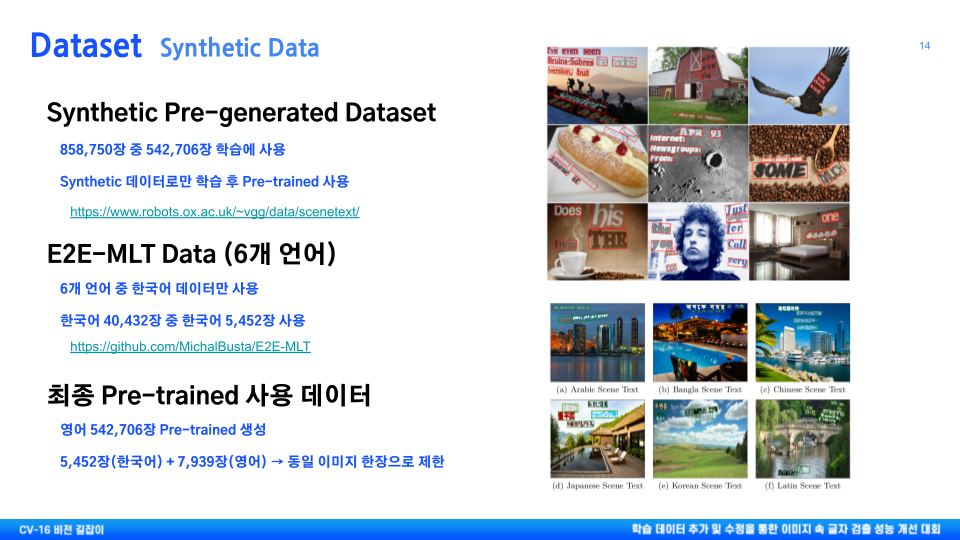 Dataset Synthetic Data
14
Synthetic Pre-generated Dataset
858,750장 중 542,706장 학습에 사용
Synthetic 데이터로만 학습 후 Pre-trained 사용
https://www.robots.ox.ac.uk/~vgg/data/scenetext/
E2E-MLT Data (6개 언어)
6개 언어 중 한국어 데이터만 사용
한국어 40,432장 중 한국어 5,452장 사용
https://github.com/MichalBusta/E2E-MLT
최종 Pre-trained 사용 데이터
영어 542,706장 Pre-trained 생성
5,452장(한국어) + 7,939장(영어) → 동일 이미지 한장으로 제한
I've even been
Bruins-Sabres
but
APR 93
Internet:
Newsgroups:
From:
SOME
Does his
From THE
Just
for
the
you
Call
very.
one
(a) Arabic Scene Text
(b) Bangla Scene Text
(c) Chinese Scene Text
(d) Japanese Scene Text
(e) Korean Scene Text
(f) Latin Scene Text
CV-16 비전 길잡이
학습 데이터 추가 및 수정을 통한 이미지 속 글자 검출 성능 개선 대회